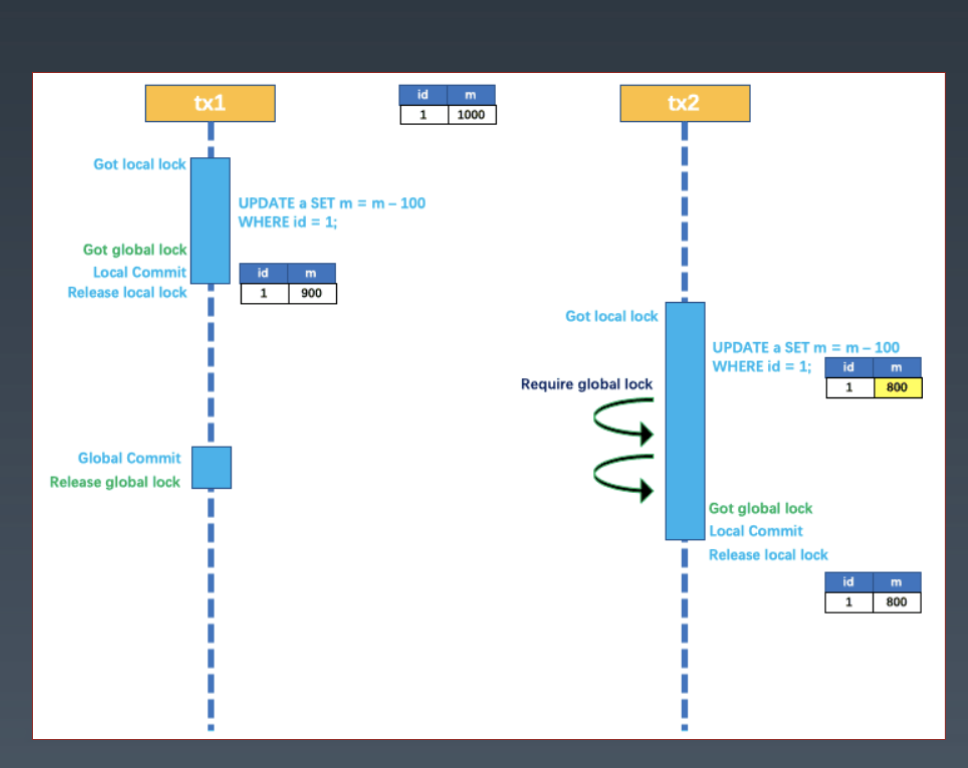 tx1
id m
1 1000
tx2
Got local lock
UPDATE a SET m = m – 100
WHERE id = 1;
Got global lock
Local Commit
Release local lock
id m
1 900
Got local lock
UPDATE a SET m = m – 100
WHERE id = 1;
id m
1 800
Require global lock
Global Commit
Release global lock
Got global lock
Local Commit
Release local lock
id m
1 800